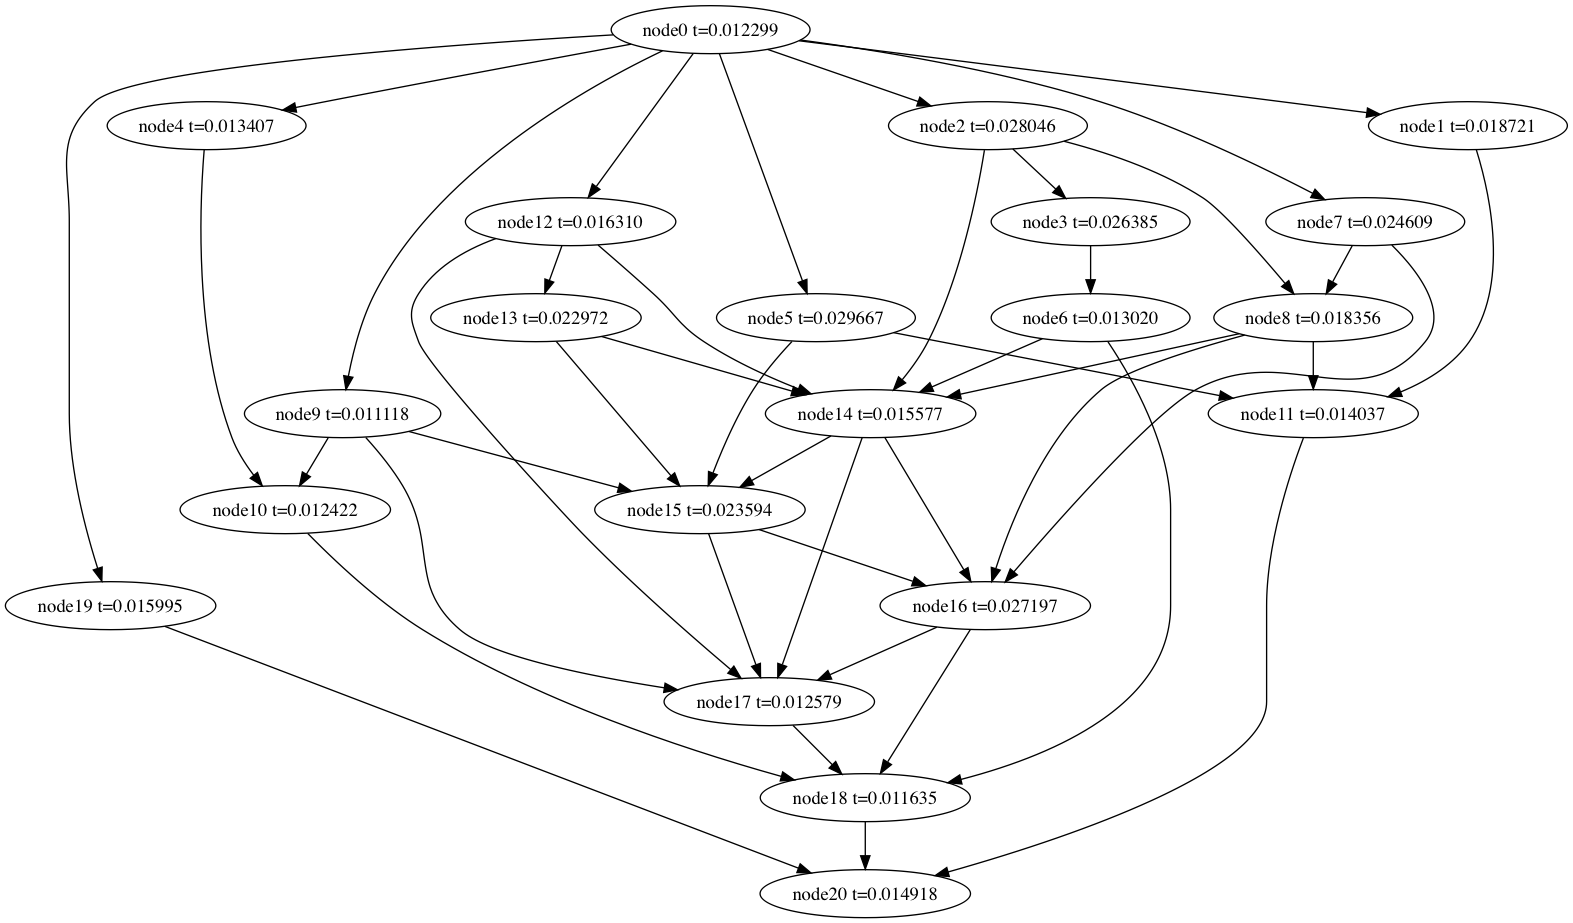 node0 t=0.012299
node4 t=0.013407
node2 t=0.028046
node1 t=0.018721
node12 t=0.016310
node3 t=0.026385
node7 t=0.024609
node13 t=0.022972
node5 t=0.029667
node6 t=0.013020
node8 t=0.018356
node9 t=0.011118
node14 t=0.015577
node11 t=0.014037
node10 t=0.012422
node15 t=0.023594
node19 t=0.015995
node16 t=0.027197
node17 t=0.012579
node18 t=0.011635
node20 t=0.014918